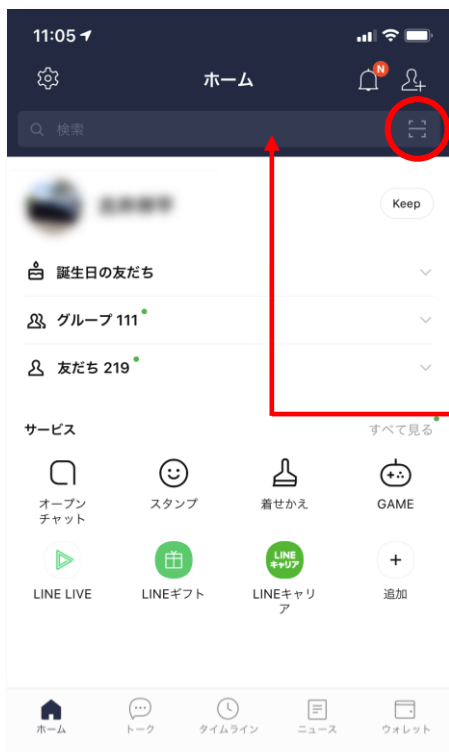 11:05
ホーム
N
検索
Keep
誕生日の友だち
グループ 111
友だち 219
サービス
すべて見る
オープン
チャット
スタンプ
着せかえ
GAME
LINE
キャリア
LINE LIVE
LINEギフト
LINEキャリ
ア
追加
ホーム
トーク
タイムライン
ニュース
ウォレット